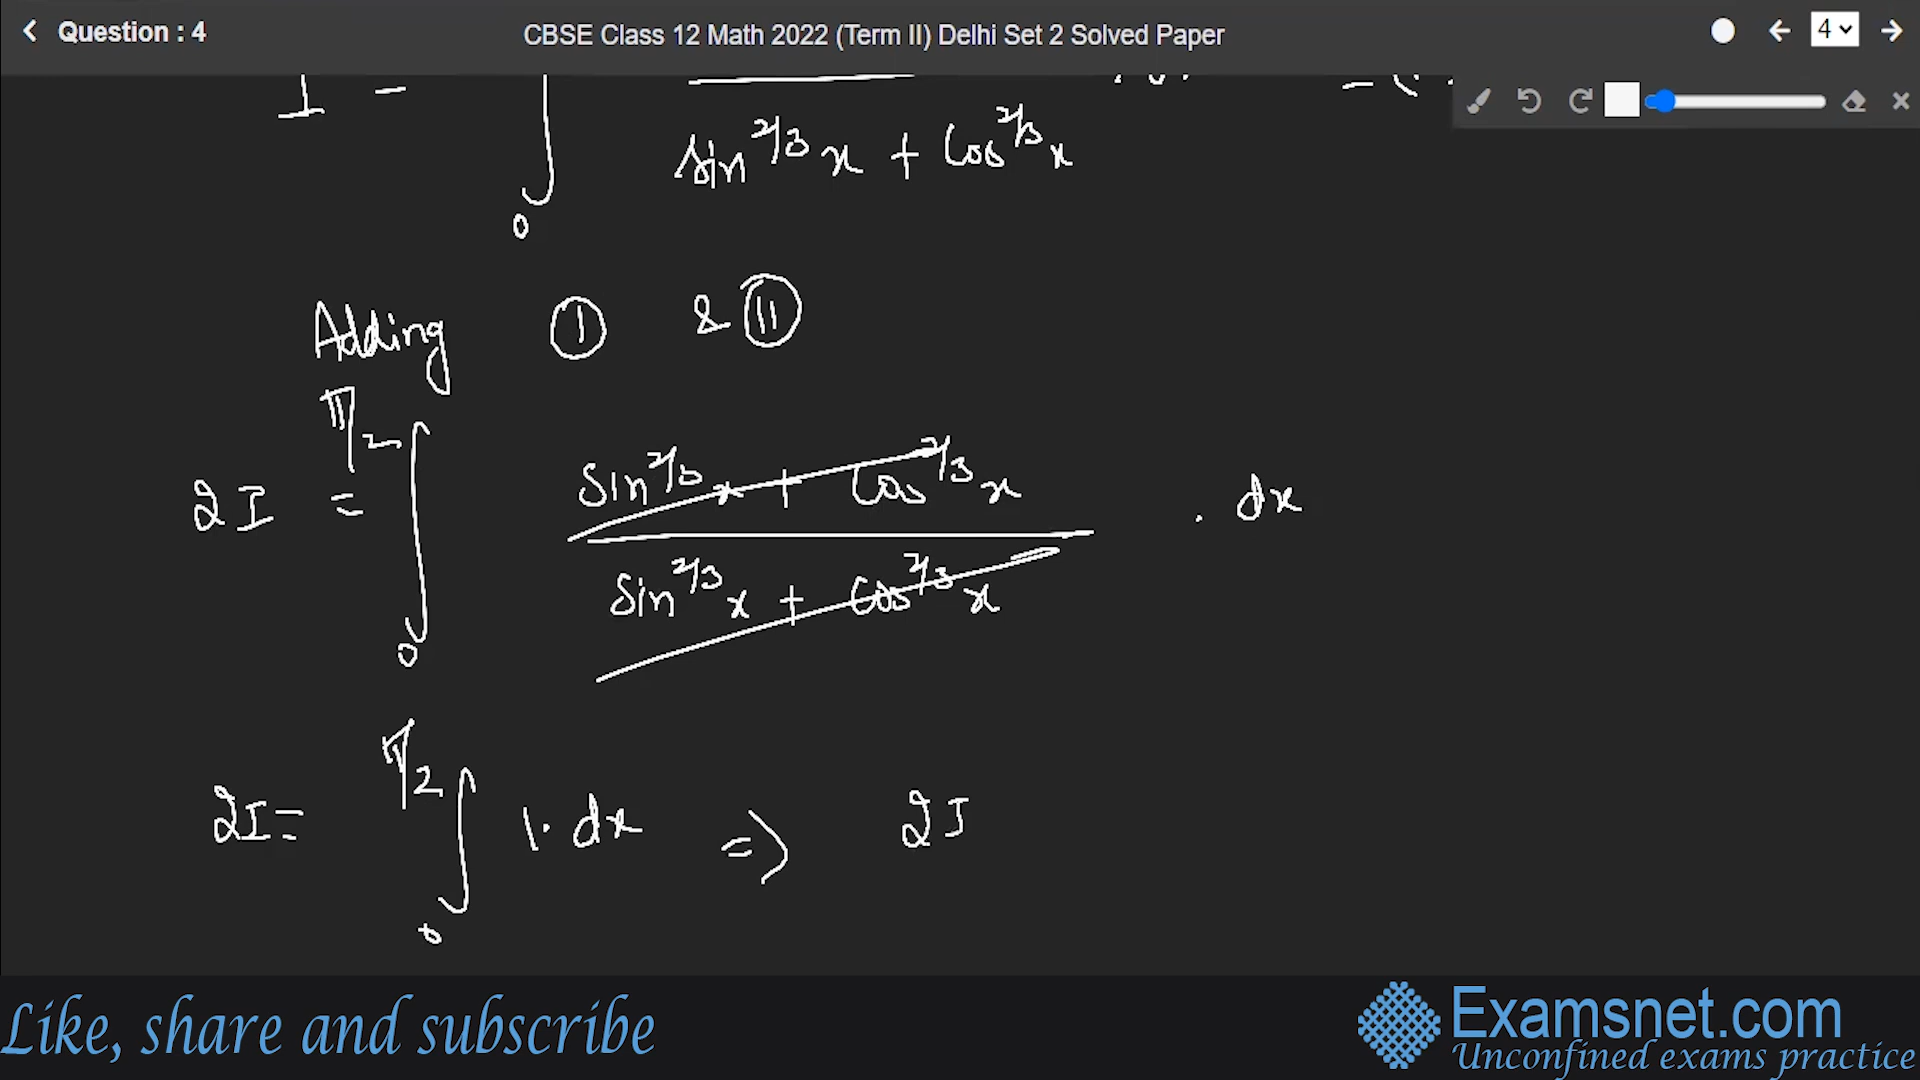 Question : 4
CBSE Class 12 Math 2022 (Term II) Delhi Set 2 Solved Paper
4
I =
sin^2/3 x + cos^2/3 x
0
Adding I & II
2I = ∫ 0 π/2 sin^2/3 x + cos^2/3 x / sin^2/3 x + cos^2/3 x . dx
2I = ∫ 0 π/2 1. dx => 2I
Like, share and subscribe
Examsnet.com
Unconfined exams practice